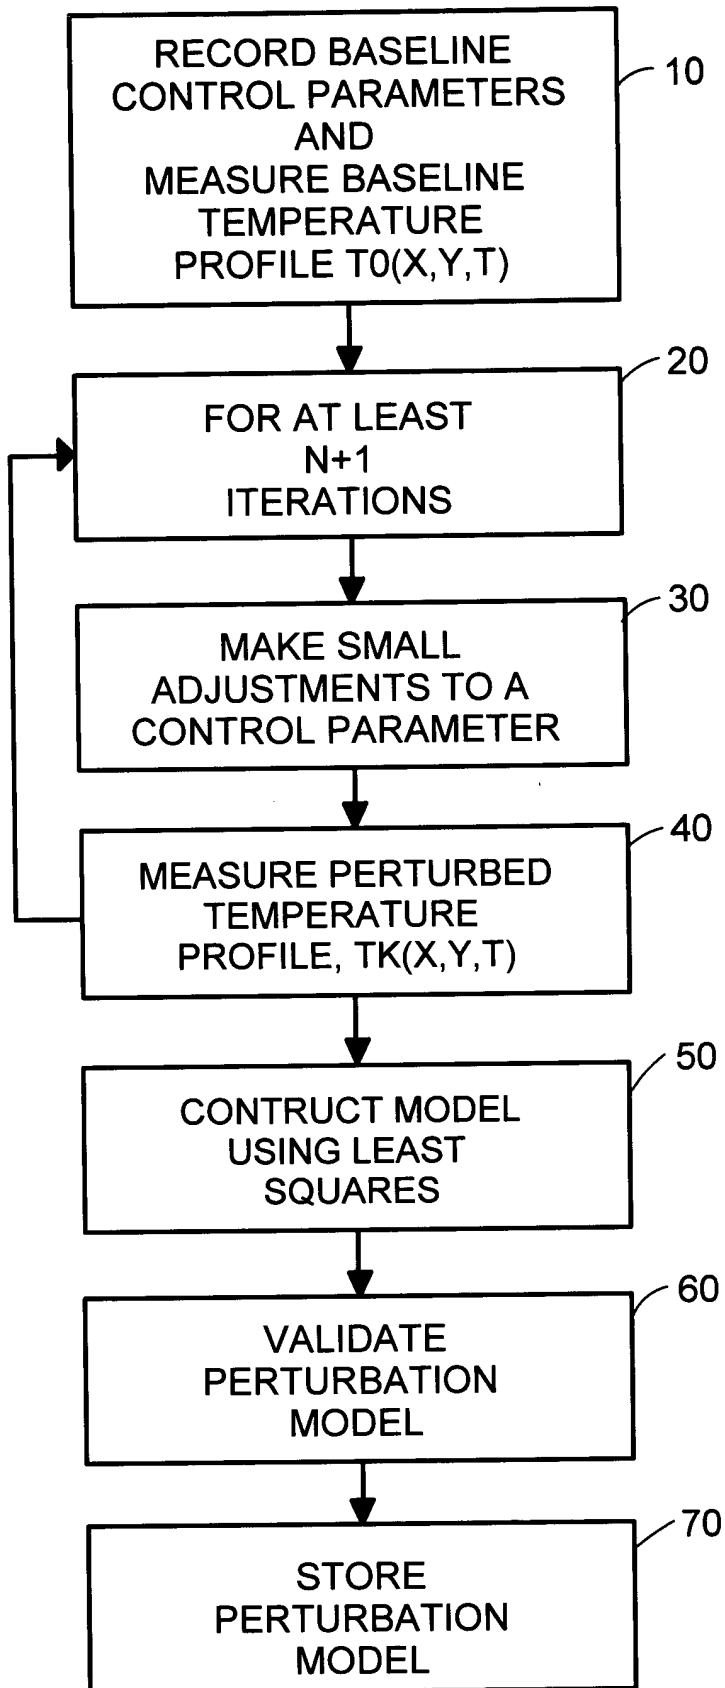 RECORD BASELINE
CONTROL PARAMETERS
AND
MEASURE BASELINE
TEMPERATURE
PROFILE T0(X,Y,T)
10
FOR AT LEAST
N+1
ITERATIONS
20
MAKE SMALL
ADJUSTMENTS TO A
CONTROL PARAMETER
30
MEASURE PERTURBED
TEMPERATURE
PROFILE, TK(X,Y,T)
40
CONTRUCT MODEL
USING LEAST
SQUARES
50
VALIDATE
PERTURBATION
MODEL
60
STORE
PERTURBATION
MODEL
70